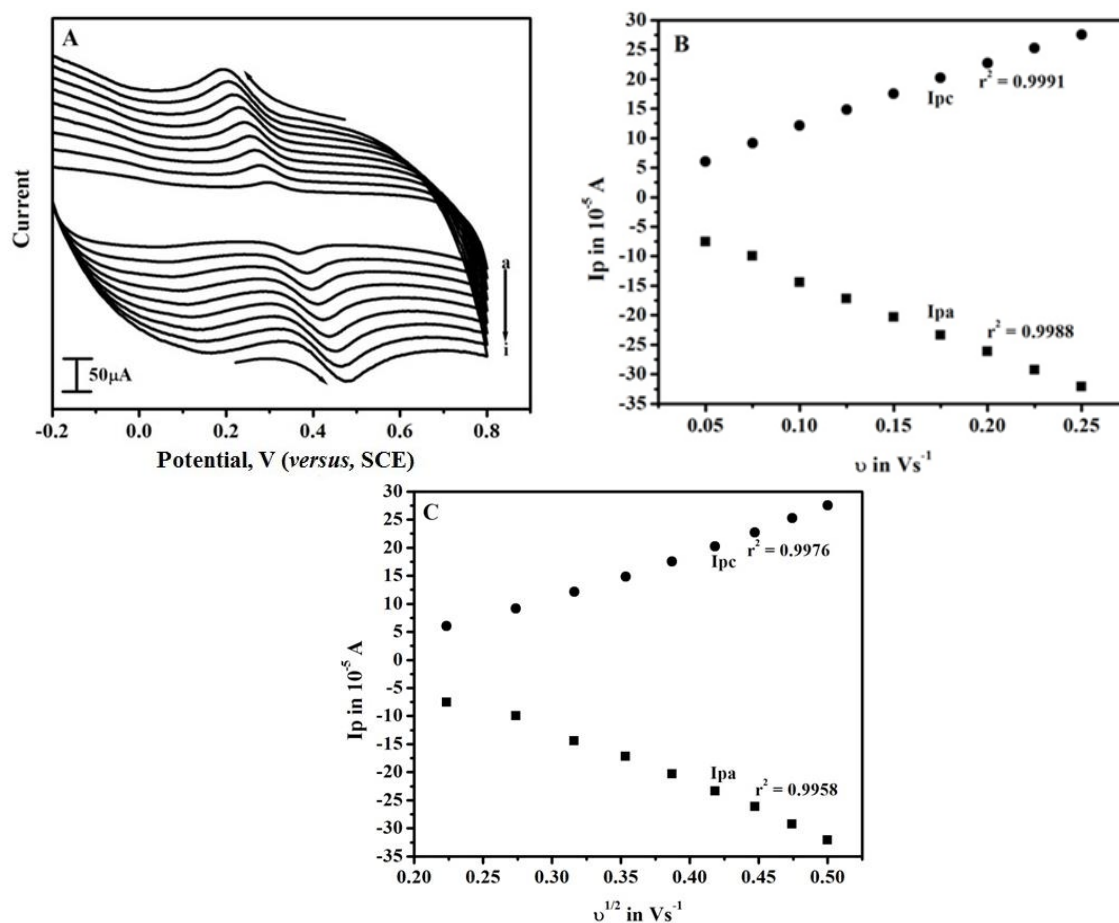 A
Current
a
i
50μA
-0.2 0.0 0.2 0.4 0.6 0.8
Potential, V (versus, SCE)
B
30
25
20
15
10
5
0
-5
-10
-15
-20
-25
-30
-35
Ip in 10⁻⁵ A
r² = 0.9991
Ipc
Ipa
r² = 0.9988
0.05 0.10 0.15 0.20 0.25
υ in Vs⁻¹
C
30
25
20
15
10
5
0
-5
-10
-15
-20
-25
-30
-35
Ip in 10⁻⁵ A
Ipc r² = 0.9976
Ipa r² = 0.9958
0.20 0.25 0.30 0.35 0.40 0.45 0.50
υ¹/² in Vs⁻¹